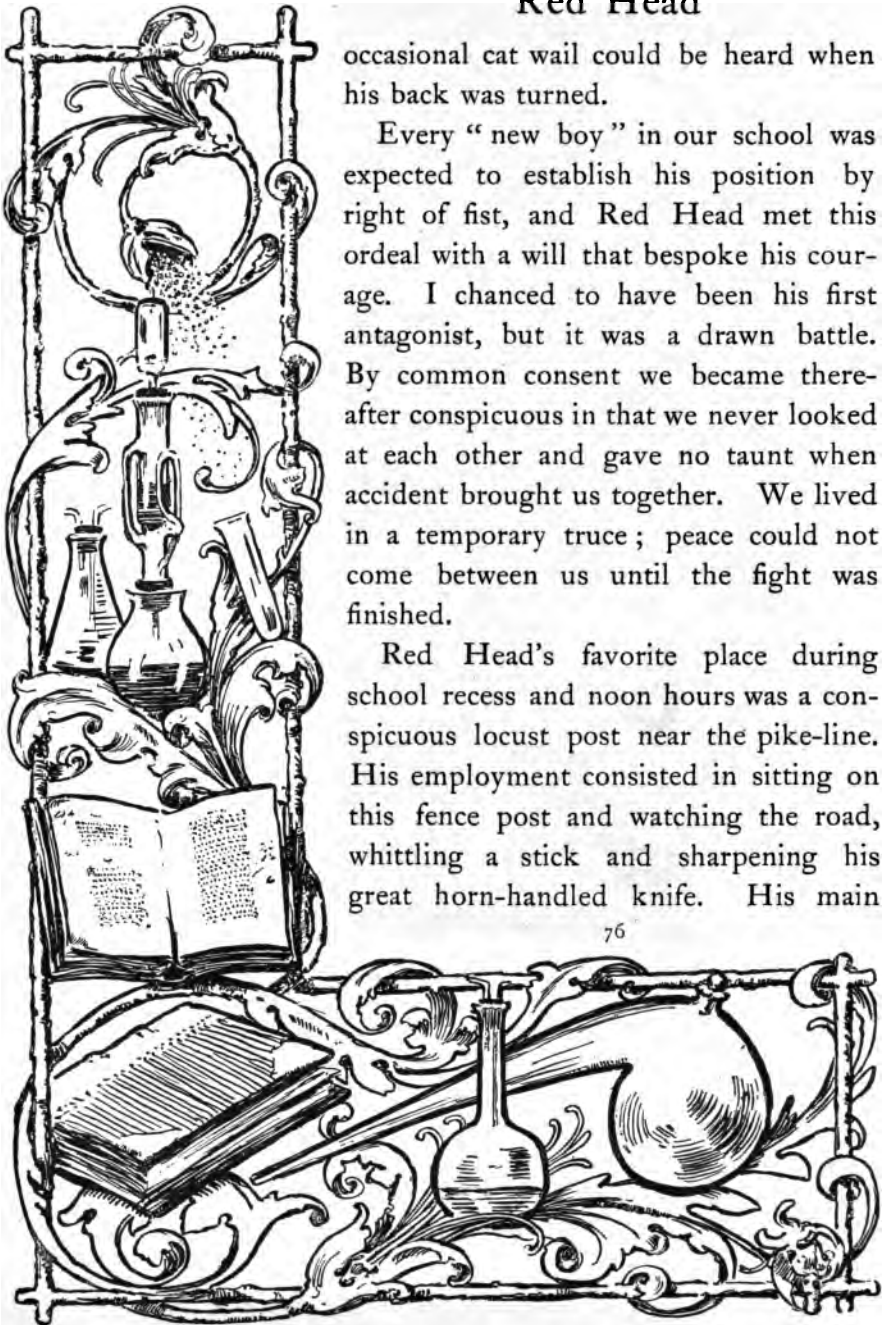 Red Head
occasional cat wail could be heard when
his back was turned.
Every “ new boy ” in our school was
expected to establish his position by
right of fist, and Red Head met this
ordeal with a will that bespoke his cour-
age. I chanced to have been his first
antagonist, but it was a drawn battle.
By common consent we became there-
after conspicuous in that we never looked
at each other and gave no taunt when
accident brought us together. We lived
in a temporary truce ; peace could not
come between us until the fight was
finished.
Red Head's favorite place during
school recess and noon hours was a con-
spicuous locust post near the pike-line.
His employment consisted in sitting on
this fence post and watching the road,
whittling a stick and sharpening his
great horn-handled knife. His main
76